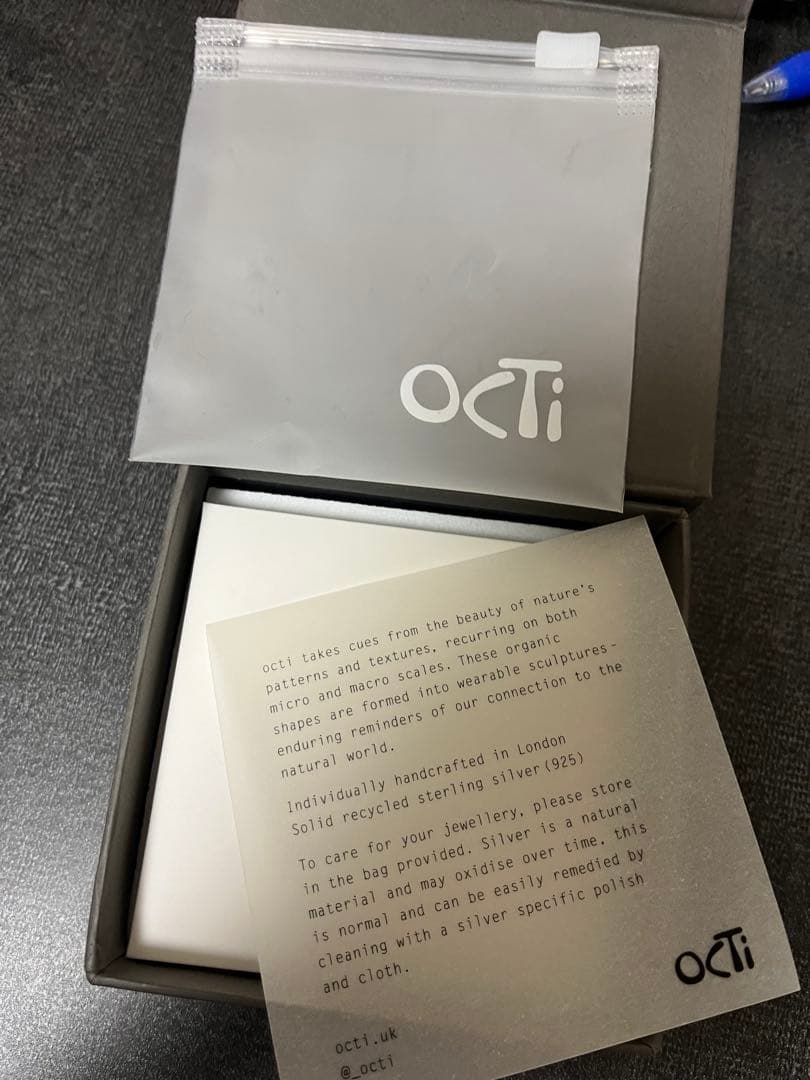 OCTi
octi takes cues from the beauty of nature's
patterns and textures, recurring on both
micro and macro scales. These organic
shapes are formed into wearable sculptures -
enduring reminders of our connection to the
natural world.
Individually handcrafted in London
Solid recycled sterling silver (925)
To care for your jewellery, please store
in the bag provided. Silver is a natural
material and may oxidise over time, this
is normal and can be easily remedied by
cleaning with a silver specific polish
and cloth.
OCTi
octi.uk
@_octi